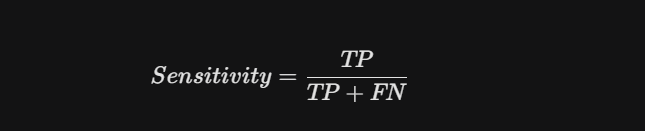 Sensitivity = TP / TP + FN